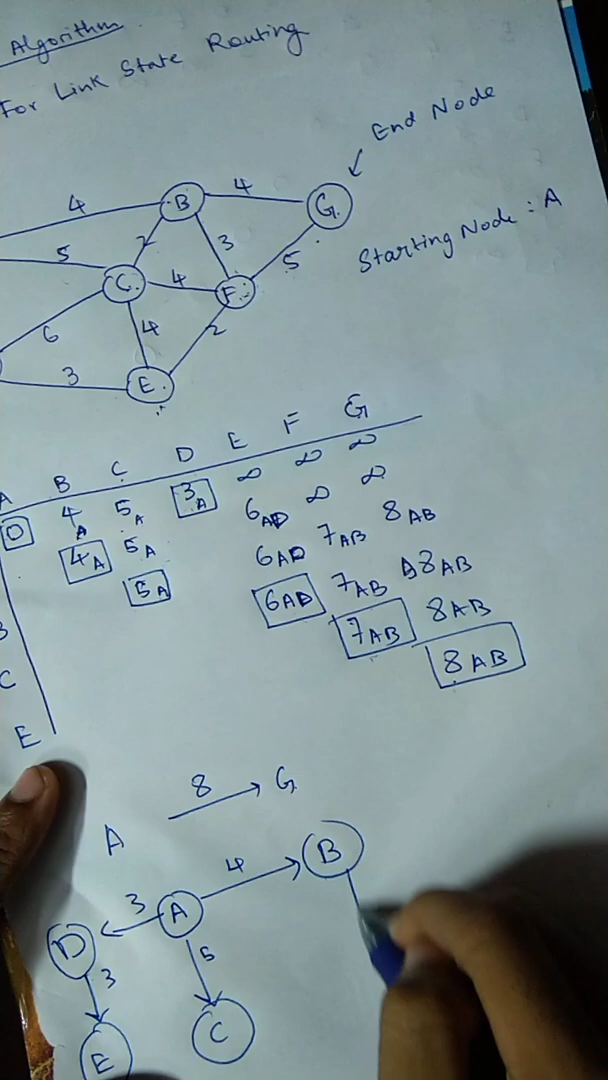 Algorithm
For Link State Routing
End Node
Starting Node : A
4 B 4 G
5 2 3 5
C 4 F
6 4 2
3 E
A B C D E F G
0 4A 5A 3A ∞ ∞ ∞
4A 5A 6AD ∞ ∞
5A 6AD 7AB 8AB
6AD 7AB 8AB
B 7AB 8AB
C 8AB
E
A 8 G
3 A 4 B
D 5
3 C
E